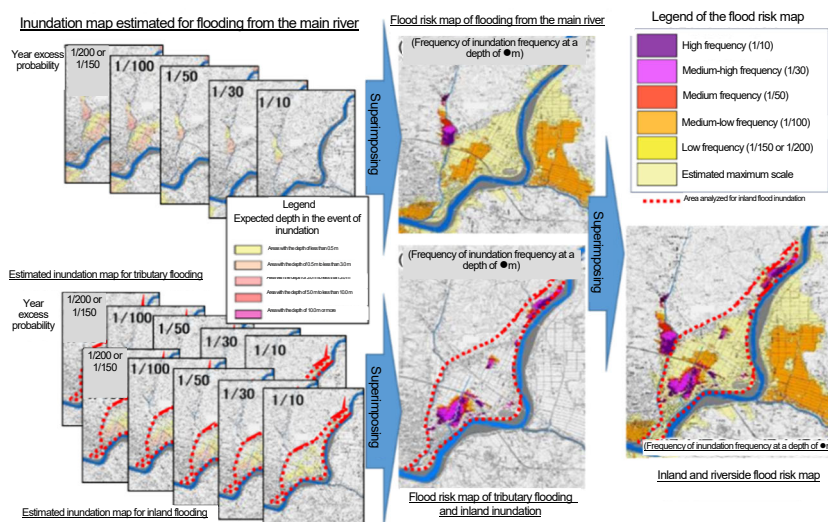 Inundation map estimated for flooding from the main river
Year excess
probability
1/200 or
1/150
1/100
1/50
1/30
1/10
Superimposing
Flood risk map of flooding from the main river
(
(Frequency of inundation frequency at a
depth of ●m)
Legend of the flood risk map
High frequency (1/10)
Medium-high frequency (1/30)
Medium frequency (1/50)
Medium-low frequency (1/100)
Low frequency (1/150 or 1/200)
Estimated maximum scale
Area analyzed for inland flood inundation
Legend
Expected depth in the event of
inundation
Areas with the depth of less than 0.5 m
Areas with the depth of 0.5 m to less than 3.0 m
Areas with the depth of 5.0 m to less than 10.0 m
Areas with the depth of 10.0 m or more
Estimated inundation map for tributary flooding
Year
excess
probability
1/200 or
1/150
1/100
1/50
1/30
1/10
1/200 or
1/150
1/100
1/50
1/30
1/10
Estimated inundation map for inland flooding
Superimposing
(
(Frequency of inundation frequency at a
depth of ●m)
Flood risk map of tributary flooding
and inland inundation
Superimposing
(Frequency of inundation frequency at a depth of ●m
Inland and riverside flood risk map